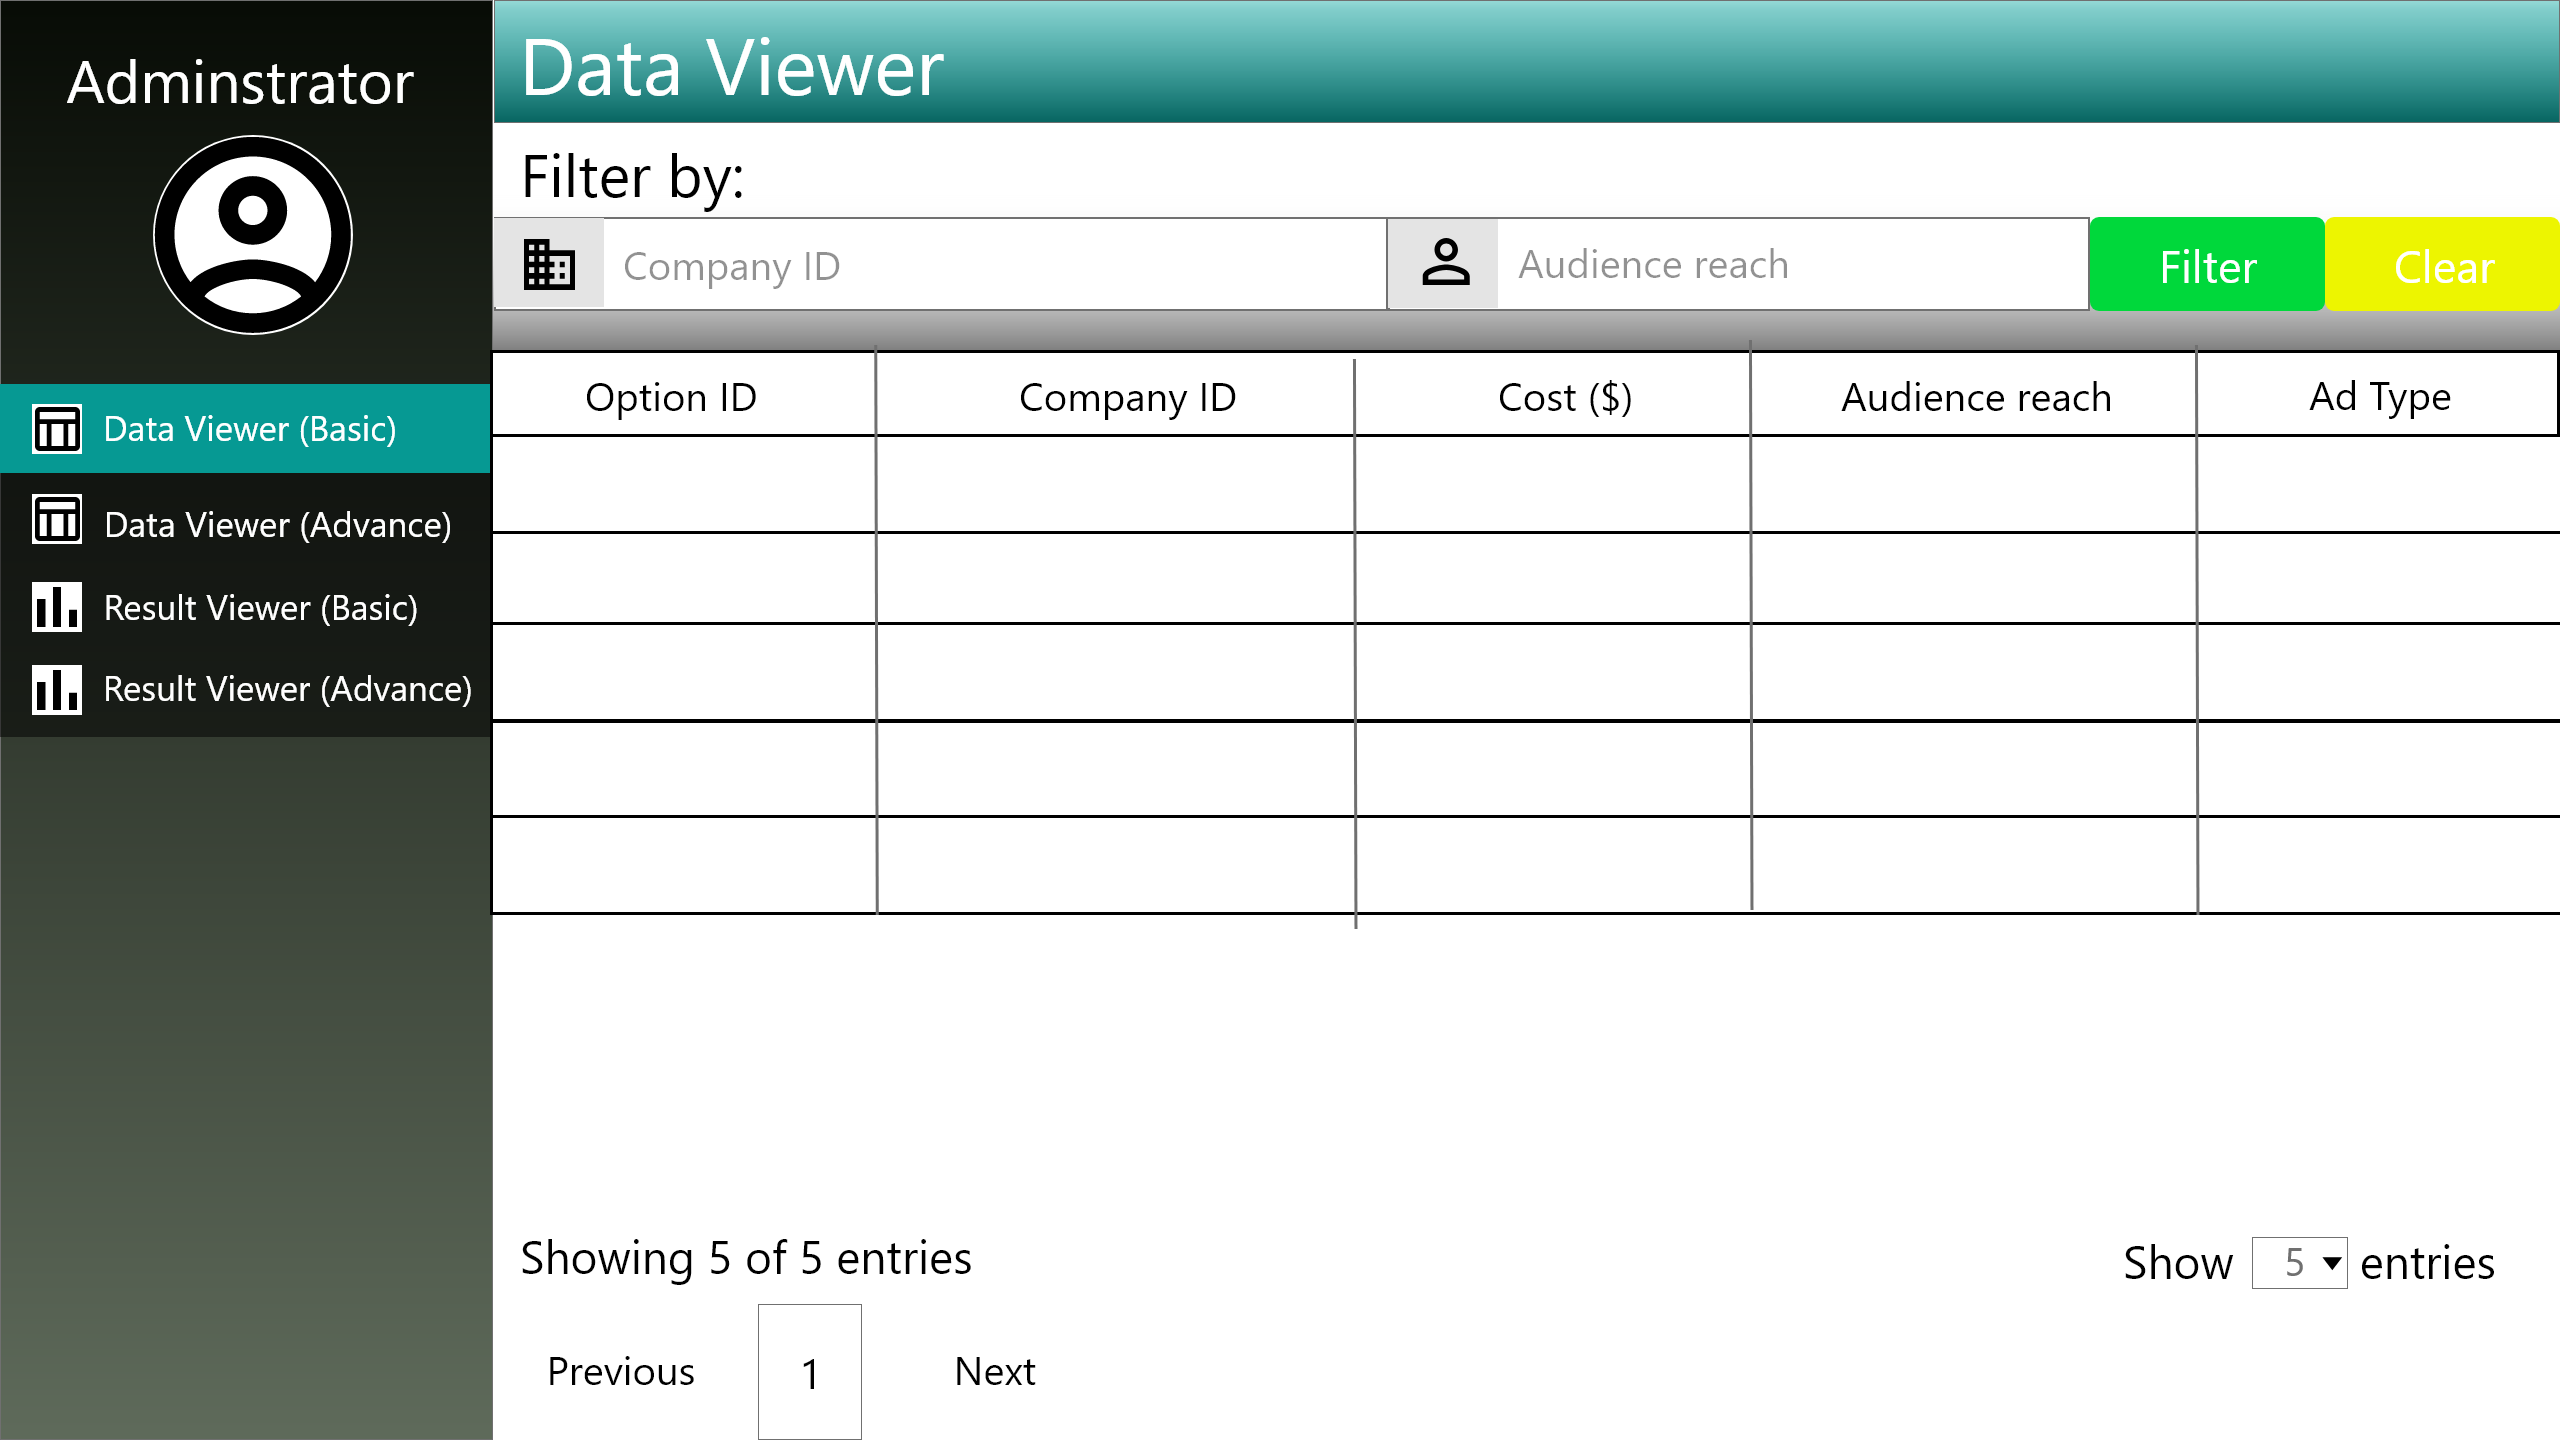 Adminstrator
Data Viewer (Basic)
Data Viewer (Advance)
Result Viewer (Basic)
Result Viewer (Advance)
Data Viewer
Filter by:
Company ID
Audience reach
Filter
Clear
Option ID
Company ID
Cost ($)
Audience reach
Ad Type
Showing 5 of 5 entries
Show 5 entries
Previous
1
Next